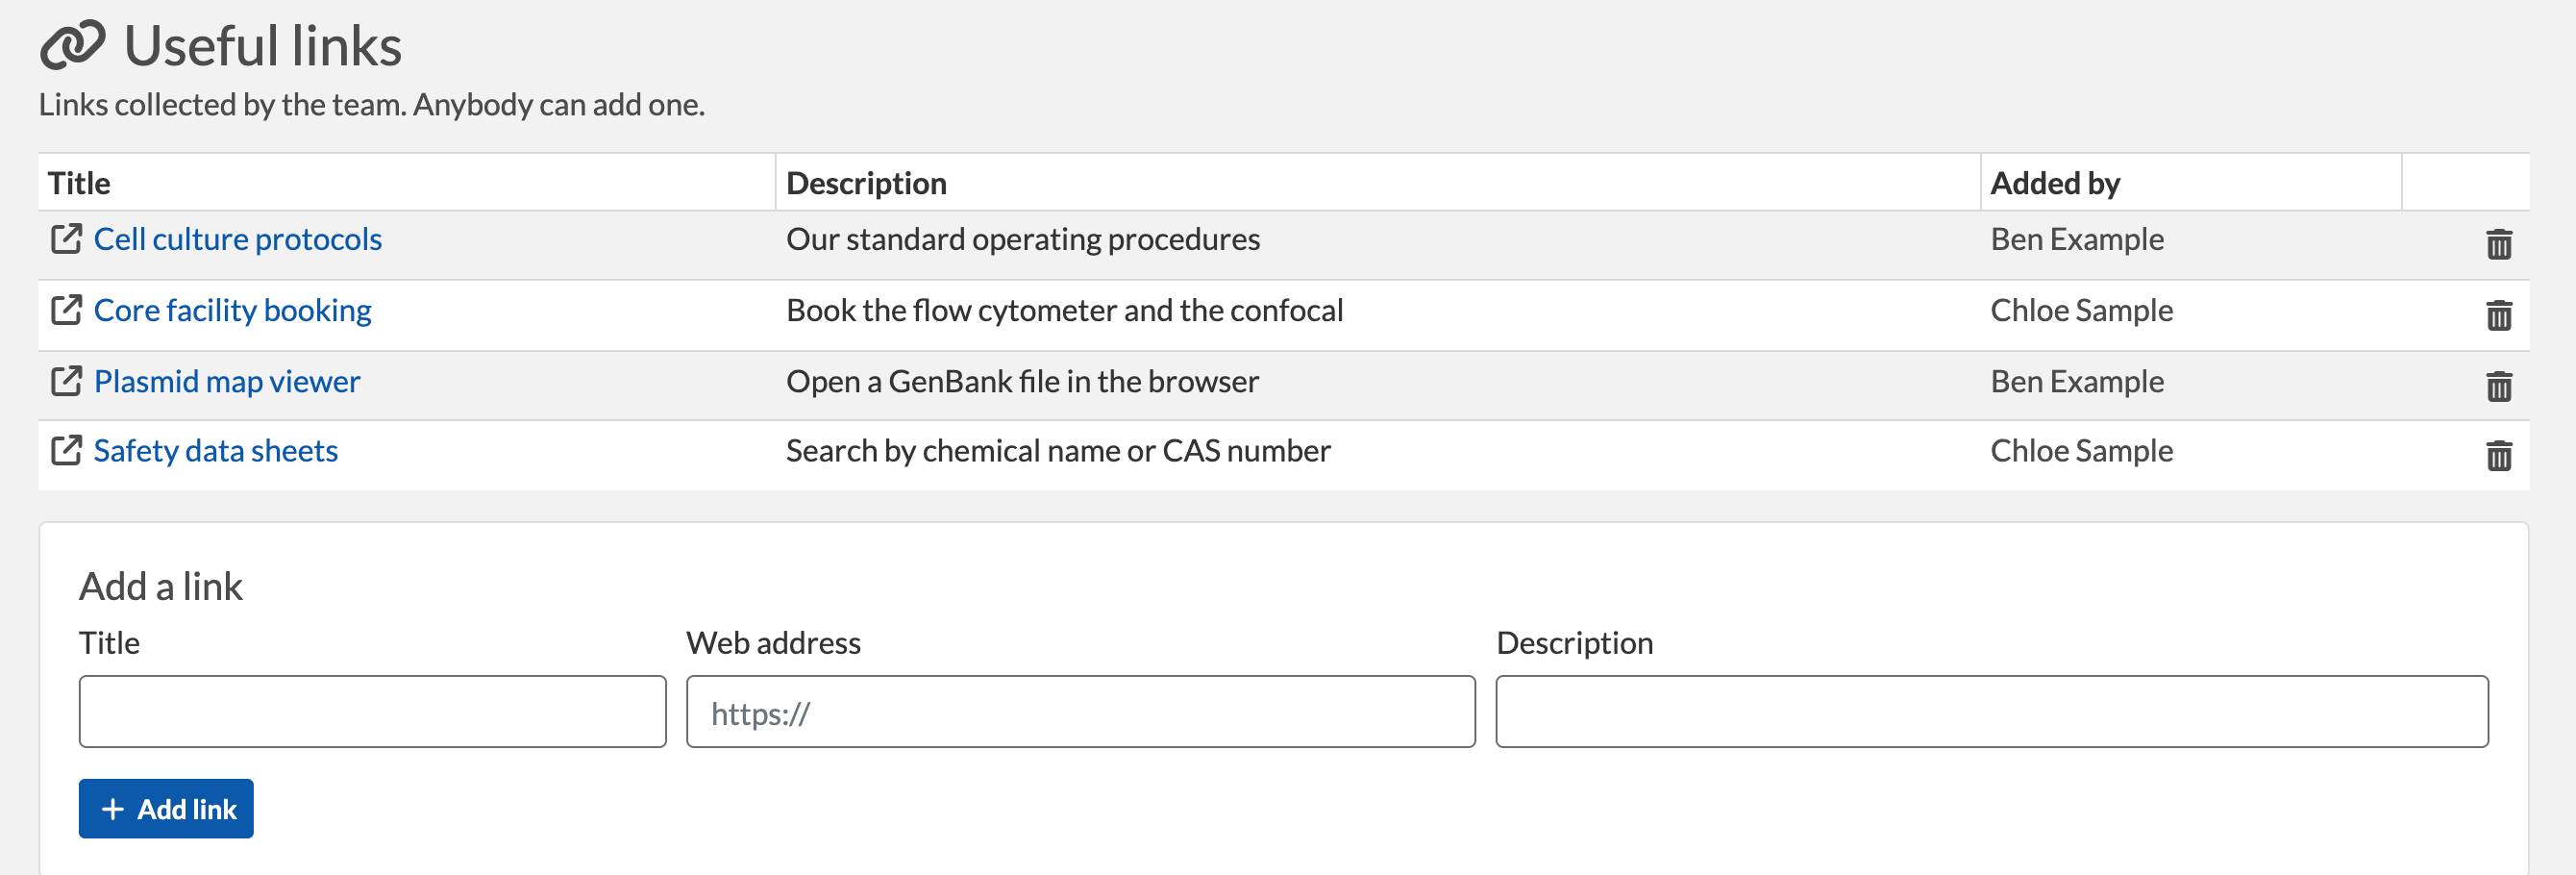 Useful links
Links collected by the team. Anybody can add one.
Title Description Added by
Cell culture protocols Our standard operating procedures Ben Example
Core facility booking Book the flow cytometer and the confocal Chloe Sample
Plasmid map viewer Open a GenBank file in the browser Ben Example
Safety data sheets Search by chemical name or CAS number Chloe Sample
Add a link
Title Web address Description
https://
Add link